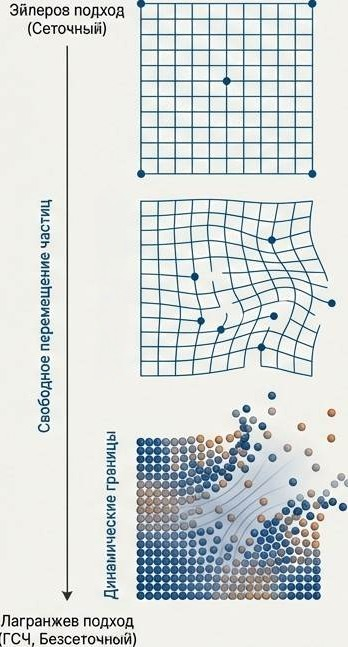 Эйлеров подход
(Сеточный)
Свободное перемещение частиц
Динамические границы
Лагранжев подход
(ГСЧ, Безсеточный)